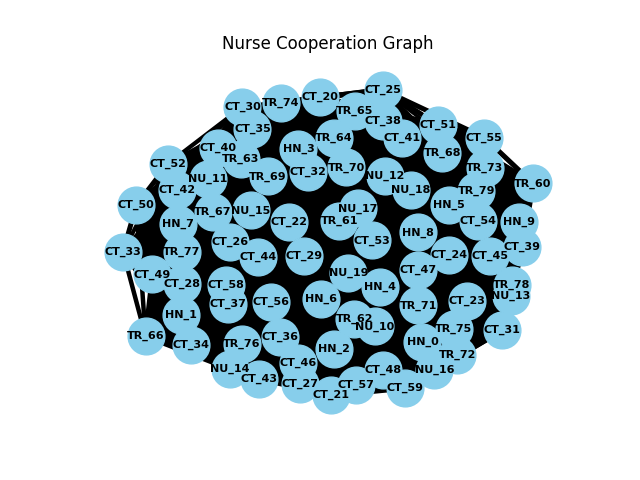 Nurse Cooperation Graph
CT_25
CT_20
TR_74
CT_30
TR_65
CT_38
CT_51
CT_35
CT_41
CT_55
TR_64
CT_40
HN_3
TR_68
TR_63
CT_52
TR_70
TR_73
CT_32
TR_69
NU_12
NU_11
TR_60
CT_42
NU_18
TR_79
CT_50
HN_5
NU_17
NU_15
TR_67
TR_61
CT_54
HN_9
CT_22
HN_7
HN_8
CT_53
CT_26
CT_39
CT_33
TR_77
CT_24
CT_45
CT_29
CT_44
CT_47
NU_19
CT_49
CT_28
CT_58
TR_78
HN_4
NU_13
HN_6
CT_23
CT_56
CT_37
TR_71
HN_1
TR_62
NU_10
TR_75
CT_31
TR_66
CT_36
HN_0
CT_34
TR_76
HN_2
TR_72
CT_46
NU_14
CT_48
NU_16
CT_43
CT_27
CT_57
CT_59
CT_21